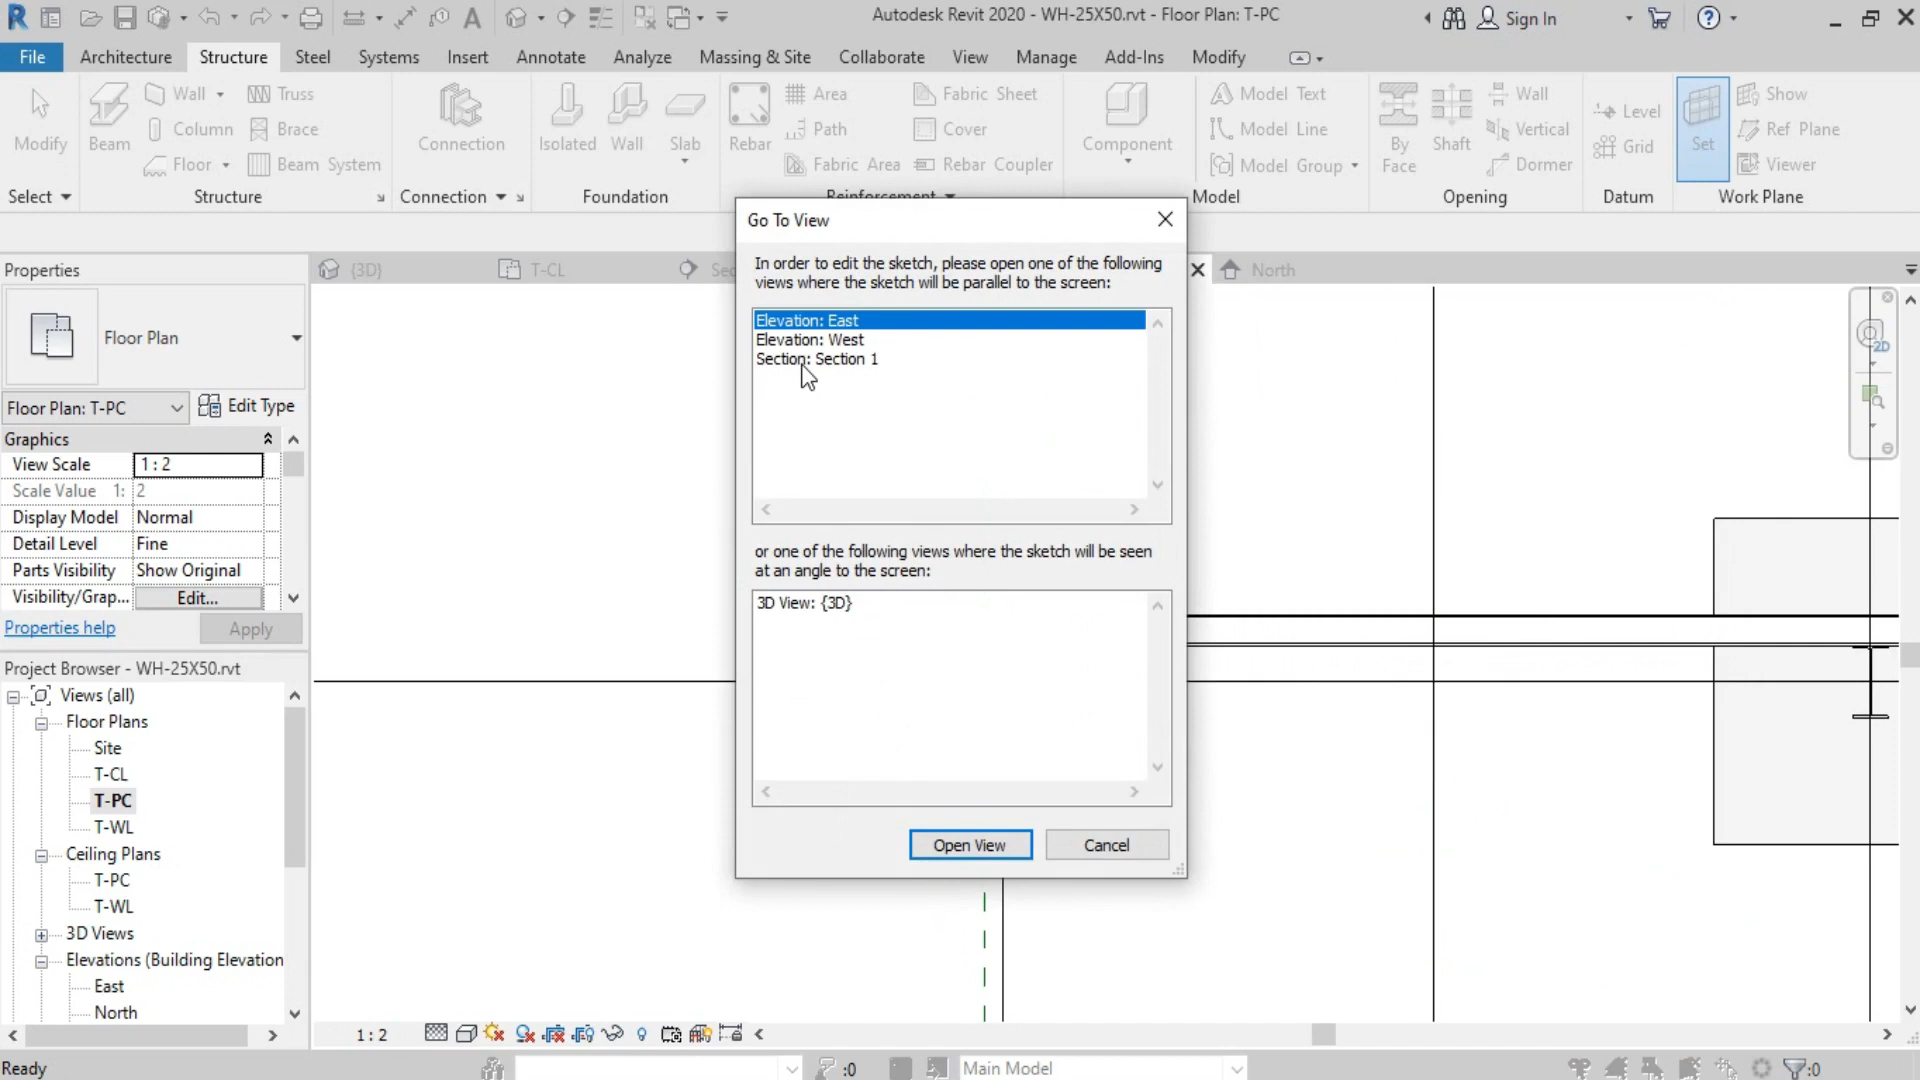 Autodesk Revit 2020 - WH-25X50.rvt - Floor Plan: T-PC
Sign In
File Architecture Structure Steel Systems Insert Annotate Analyze Massing & Site Collaborate View Manage Add-Ins Modify
Modify
Beam
Wall
Column
Floor
Truss
Brace
Beam System
Connection
Isolated
Wall
Slab
Rebar
Area
Path
Fabric Area
Fabric Sheet
Cover
Rebar Coupler
Component
Model Text
Model Line
Model Group
By
Face
Shaft
Wall
Vertical
Dormer
Level
Grid
Set
Show
Ref Plane
Viewer
Select
Structure
Connection
Foundation
Reinforcement
Model
Opening
Datum
Work Plane
Properties
{3D}
T-CL
North
Floor Plan
Floor Plan: T-PC
Edit Type
Graphics
View Scale 1 : 2
Scale Value 1: 2
Display Model Normal
Detail Level Fine
Parts Visibility Show Original
Visibility/Grap... Edit...
Properties help
Apply
Project Browser - WH-25X50.rvt
Views (all)
Floor Plans
Site
T-CL
T-PC
T-WL
Ceiling Plans
T-PC
T-WL
3D Views
Elevations (Building Elevation
East
North
Go To View
In order to edit the sketch, please open one of the following
views where the sketch will be parallel to the screen:
Elevation: East
Elevation: West
Section: Section 1
or one of the following views where the sketch will be seen
at an angle to the screen:
3D View: {3D}
Open View
Cancel
2D
1 : 2
Ready
:0
Main Model
:0